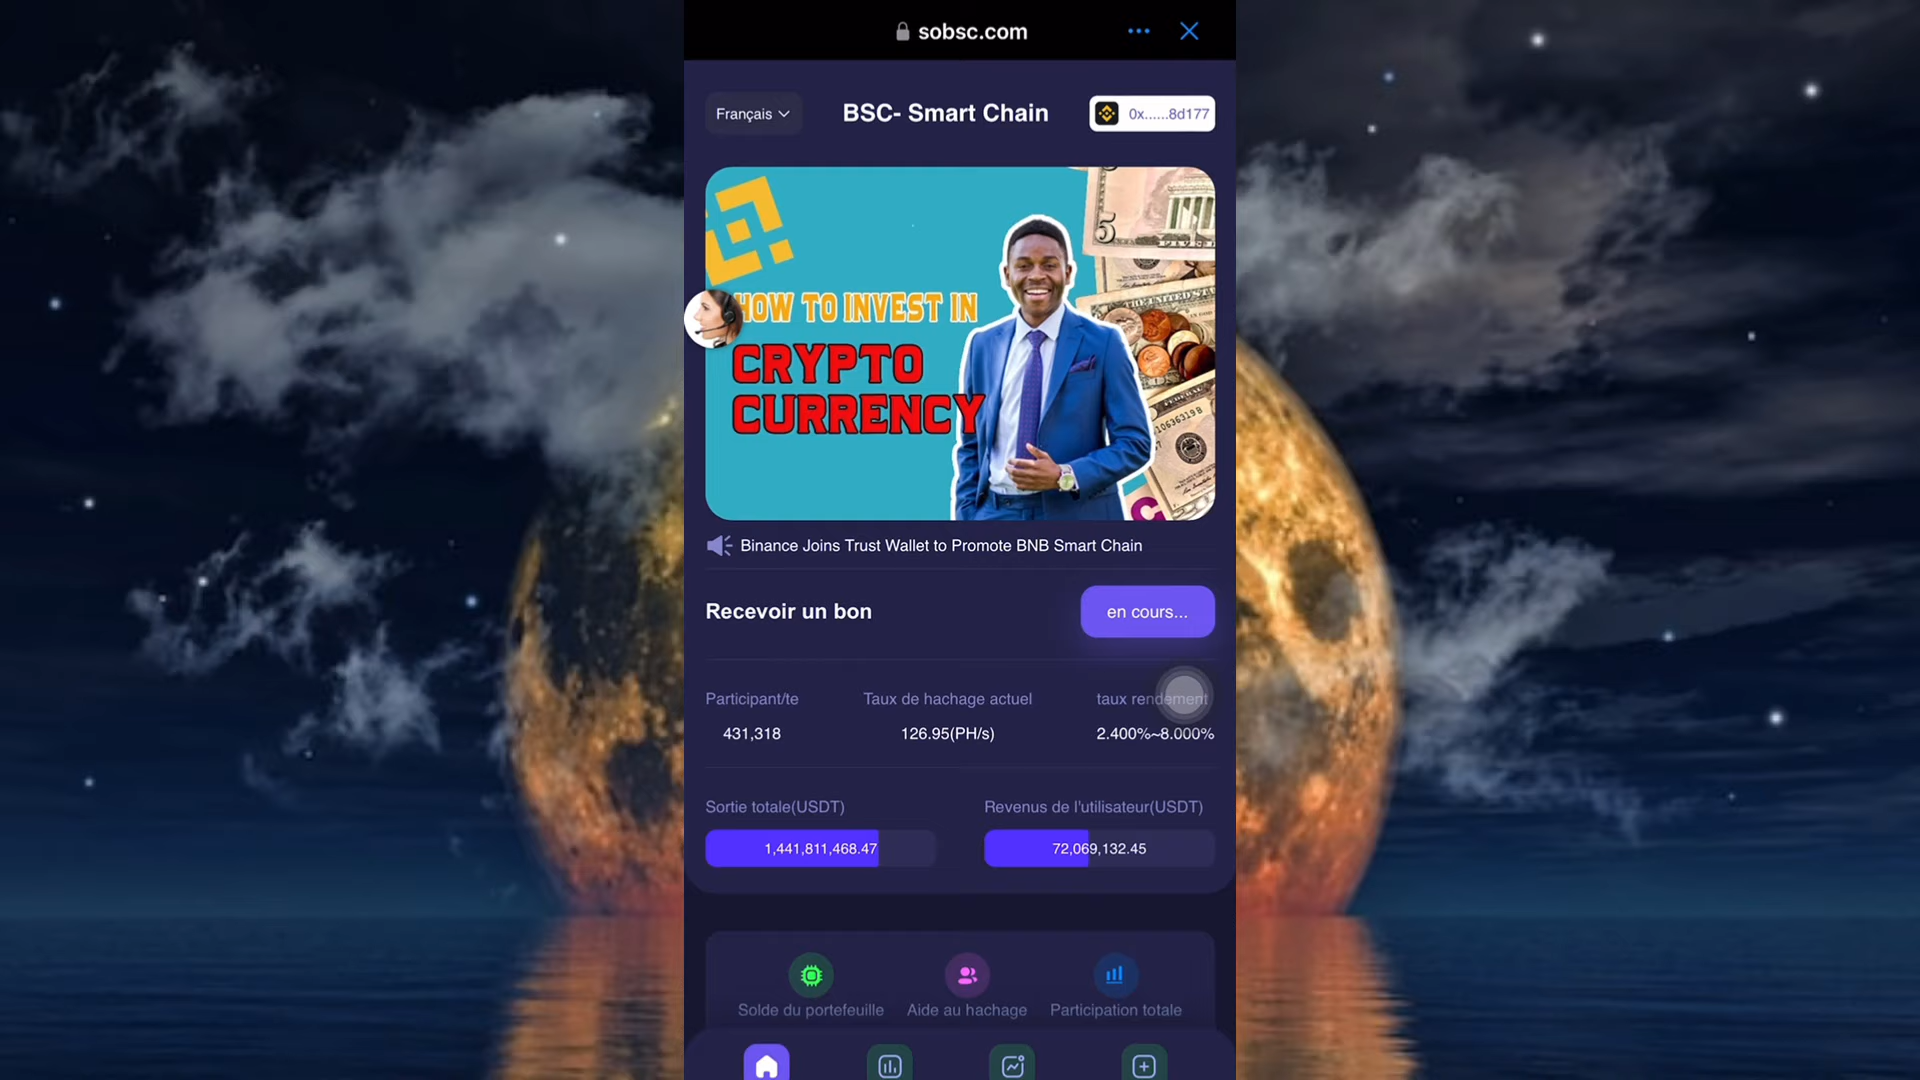 sobsc.com
Français
BSC- Smart Chain
0x......8d177
HOW TO INVEST IN
CRYPTO
CURRENCY
Binance Joins Trust Wallet to Promote BNB Smart Chain
Recevoir un bon
en cours...
Participant/te
Taux de hachage actuel
taux rendement
431,318
126.95(PH/s)
2.400%~8.000%
Sortie totale(USDT)
Revenus de l'utilisateur(USDT)
1,441,811,468.47
72,069,132.45
Solde du portefeuille
Aide au hachage
Participation totale